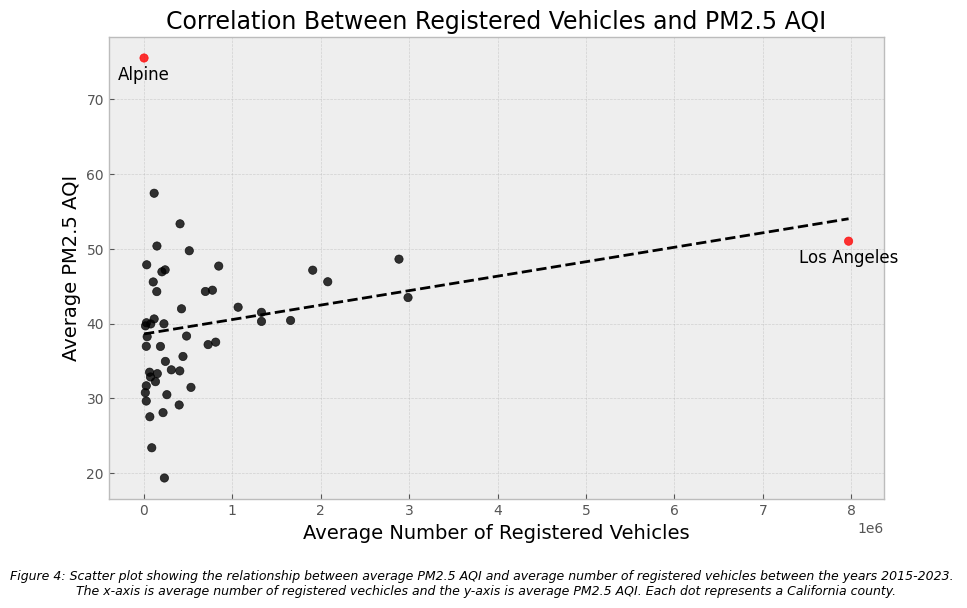 Correlation Between Registered Vehicles and PM2.5 AQI
Alpine
Los Angeles
Average PM2.5 AQI
70
60
50
40
30
20
0 1 2 3 4 5 6 7 8
1e6
Average Number of Registered Vehicles
Figure 4: Scatter plot showing the relationship between average PM2.5 AQI and average number of registered vehicles between the years 2015-2023.
The x-axis is average number of registered vechicles and the y-axis is average PM2.5 AQI. Each dot represents a California county.